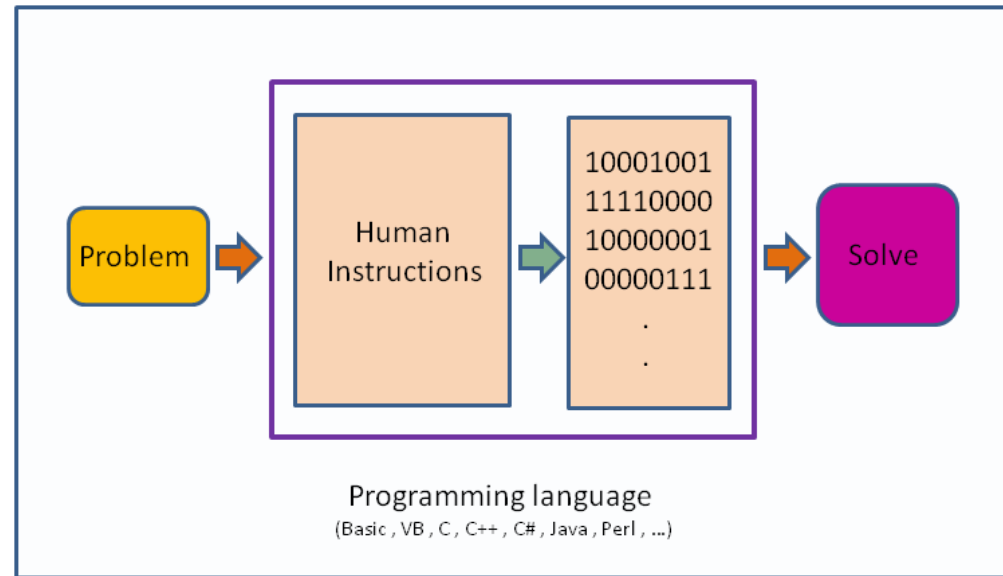 Problem
Human
Instructions
10001001
11110000
10000001
00000111
.
.
Solve
Programming language
(Basic , VB , C , C++ , C# , Java , Perl , ...)